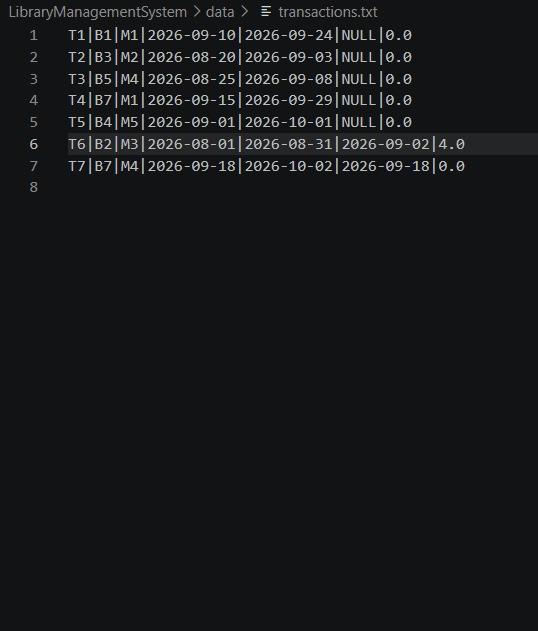 LibraryManagementSystem > data > transactions.txt
1 T1|B1|M1|2026-09-10|2026-09-24|NULL|0.0
2 T2|B3|M2|2026-08-20|2026-09-03|NULL|0.0
3 T3|B5|M4|2026-08-25|2026-09-08|NULL|0.0
4 T4|B7|M1|2026-09-15|2026-09-29|NULL|0.0
5 T5|B4|M5|2026-09-01|2026-10-01|NULL|0.0
6 T6|B2|M3|2026-08-01|2026-08-31|2026-09-02|4.0
7 T7|B7|M4|2026-09-18|2026-10-02|2026-09-18|0.0
8